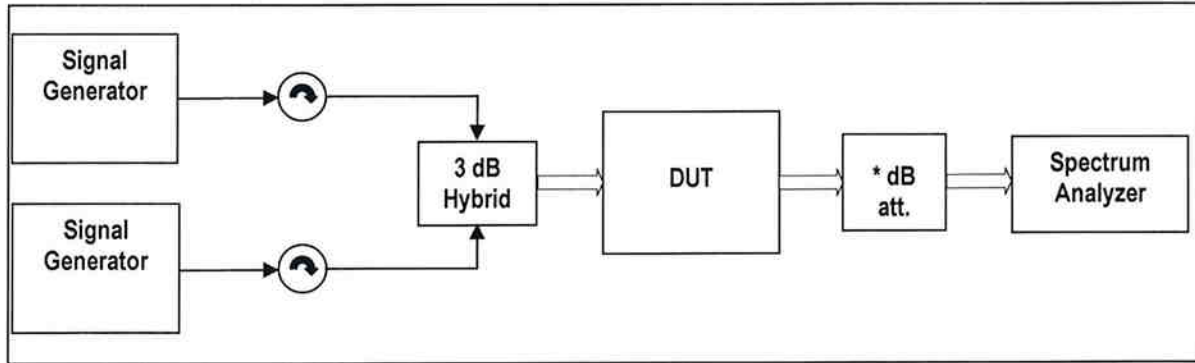 Signal
Generator
3 dB
Hybrid
DUT
* dB
att.
Spectrum
Analyzer
Signal
Generator